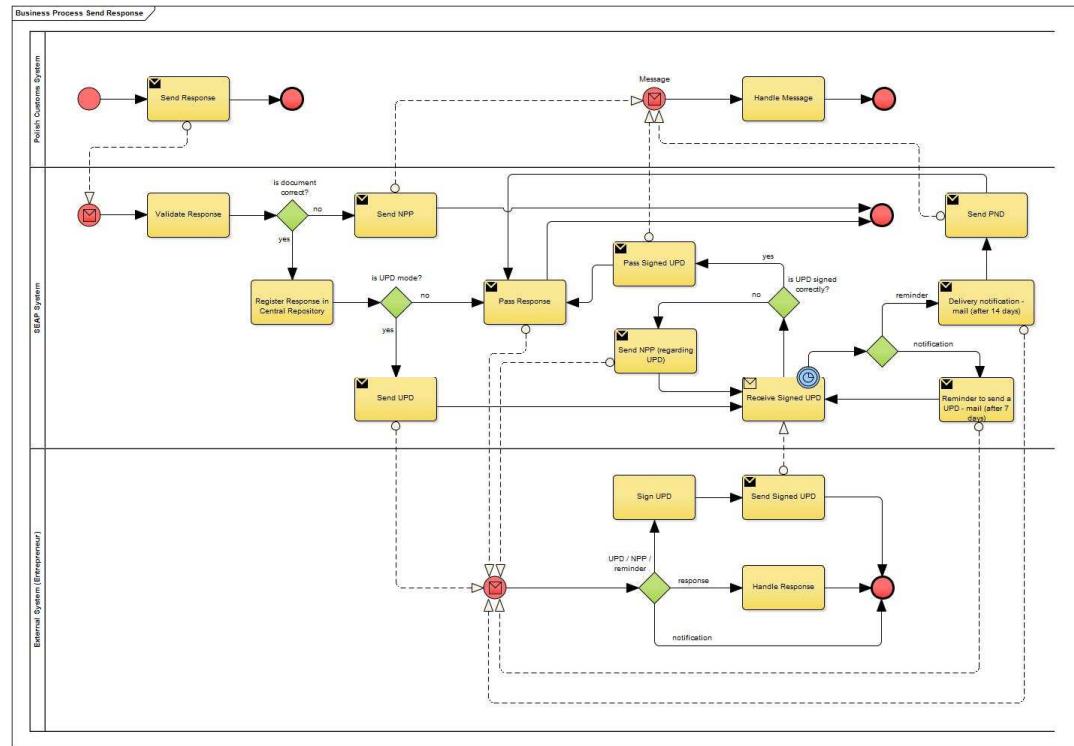 Business Process Send Response
Polish Customs System
Send Response
Message
Handle Message
SEAP System
Validate Response
is document
correct?
no
yes
Send NPP
Send PND
Register Response in
Central Repository
is UPD mode?
no
yes
Pass Response
Pass Signed UPD
yes
is UPD signed
correctly?
no
Send NPP (regarding
UPD)
reminder
Delivery notification -
mail (after 14 days)
notification
Send UPD
Receive Signed UPD
Reminder to send a
UPD - mail (after 7
days)
External System (Entrepreneur)
Sign UPD
Send Signed UPD
UPD / NPP /
reminder
response
Handle Response
notification